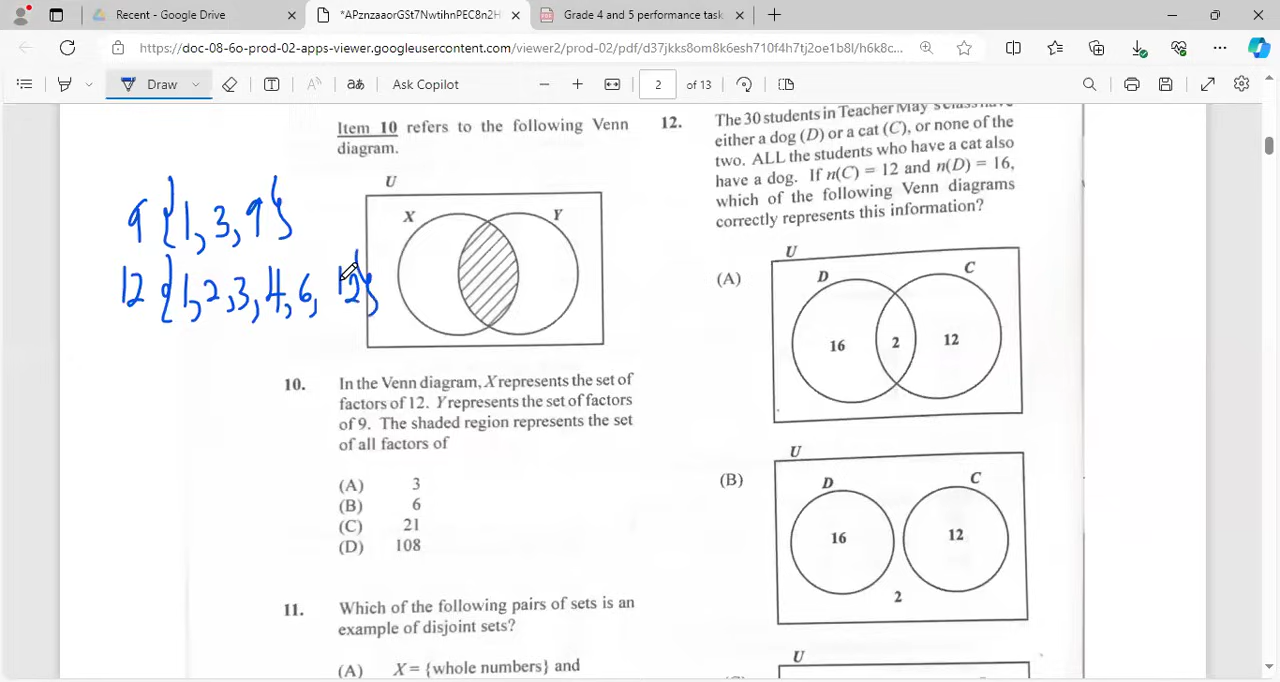 Recent - Google Drive
*APznzaaorGSt7NwtihnPEC8n2H
Grade 4 and 5 performance task
https://doc-08-6o-prod-02-apps-viewer.googleusercontent.com/viewer2/prod-02/pdf/d37jkks8om8k6esh710f4h7tj2oe1b8l/h6k8c...
Draw
aあ
Ask Copilot
2
of 13
Item 10 refers to the following Venn
diagram.
U
X
Y
9 {1, 3, 9}
12 {1, 2, 3, 4, 6, 12}
10.
In the Venn diagram, X represents the set of
factors of 12. Y represents the set of factors
of 9. The shaded region represents the set
of all factors of
(A) 3
(B) 6
(C) 21
(D) 108
11.
Which of the following pairs of sets is an
example of disjoint sets?
(A) X = {whole numbers} and
12.
The 30 students in Teacher May's
either a dog (D) or a cat (C), or none of the
two. ALL the students who have a cat also
have a dog. If n(C) = 12 and n(D) = 16,
which of the following Venn diagrams
correctly represents this information?
(A)
U
D
C
16
2
12
(B)
U
D
C
16
12
2
U